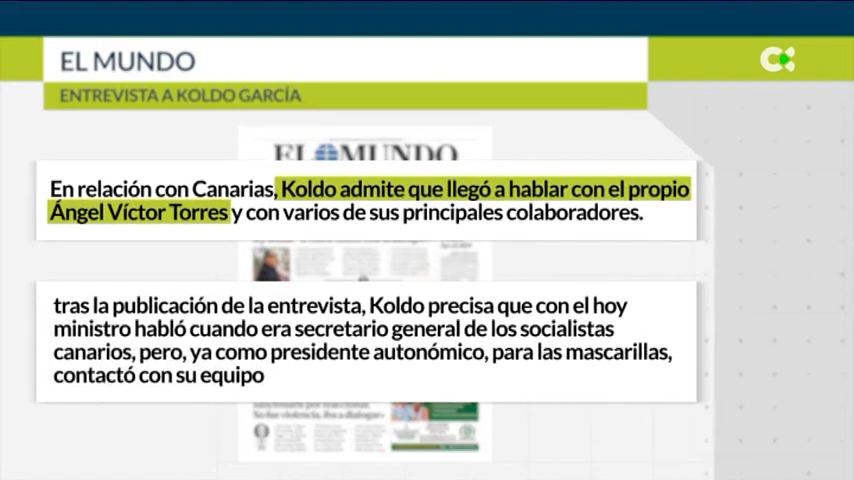 EL MUNDO
ENTREVISTA A KOLDO GARCÍA
EL MUNDO
En relación con Canarias, Koldo admite que llegó a hablar con el propio
Ángel Víctor Torres y con varios de sus principales colaboradores.
tras la publicación de la entrevista, Koldo precisa que con el hoy
ministro habló cuando era secretario general de los socialistas
canarios, pero, ya como presidente autonómico, para las mascarillas,
contactó con su equipo